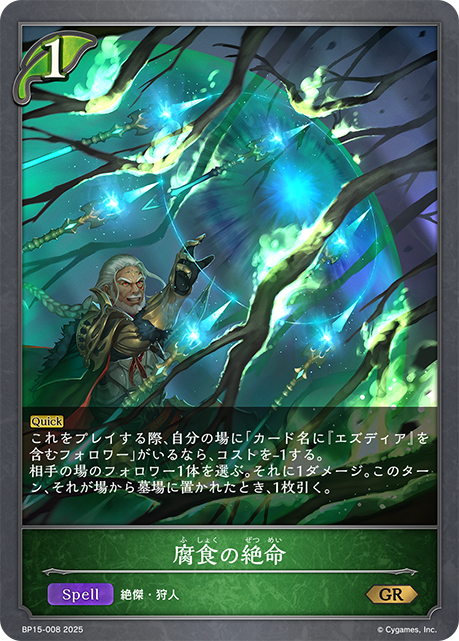 1
Quick
これをプレイする際、自分の場に「カード名に『エズディア』を
含むフォロワー」がいるなら、コストを-1する。
相手の場のフォロワー1体を選ぶ。それに1ダメージ。このター
ン、それが場から墓場に置かれたとき、1枚引く。
ふ しょく ぜつ めい
腐食の絶命
Spell 絶傑・狩人 GR
BP15-008 2025 © Cygames, Inc.